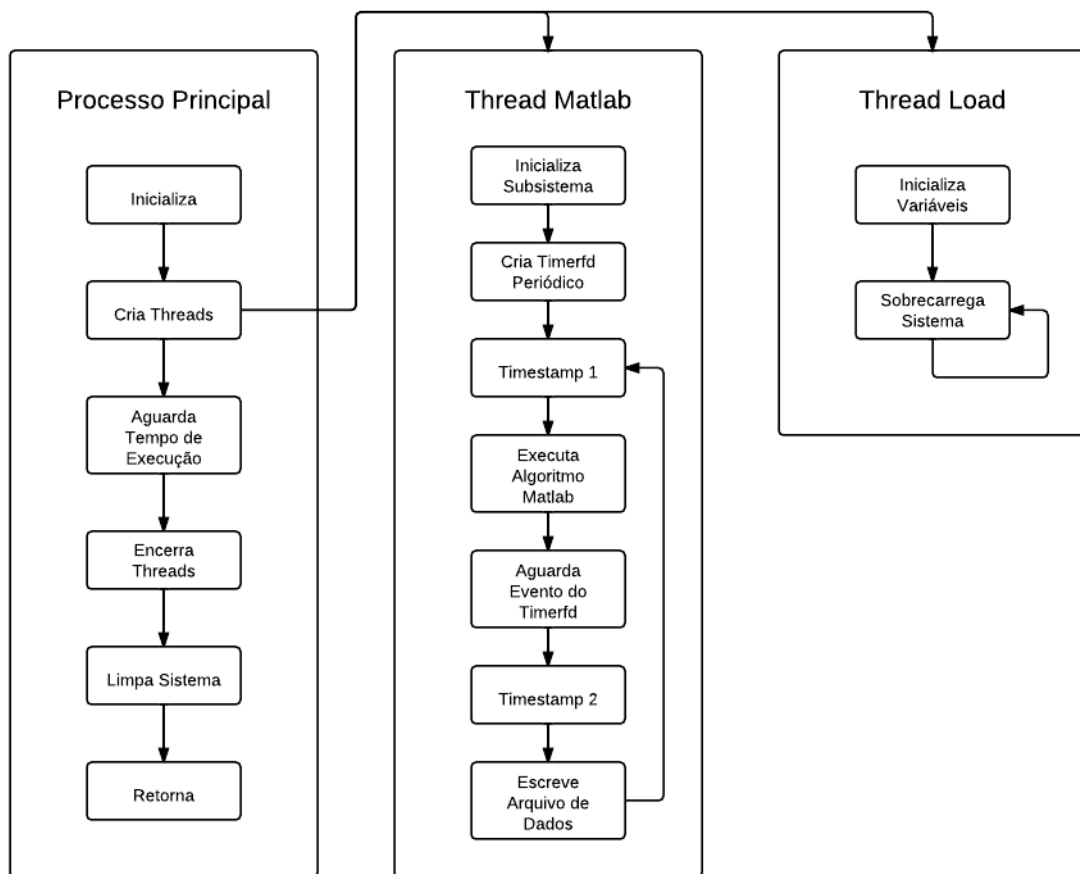 Processo Principal
Inicializa
Cria Threads
Aguarda
Tempo de
Execução
Encerra
Threads
Limpa Sistema
Retorna
Thread Matlab
Inicializa
Subsistema
Cria Timerfd
Periódico
Timestamp 1
Executa
Algoritmo
Matlab
Aguarda
Evento do
Timerfd
Timestamp 2
Escreve
Arquivo de
Dados
Thread Load
Inicializa
Variáveis
Sobrecarrega
Sistema